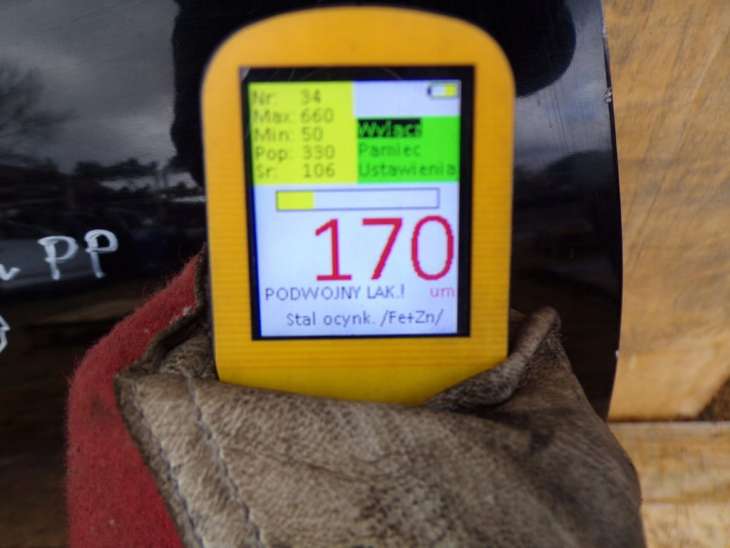 Nr: 34
Max: 660
Min: 50
Pop: 330
Sr: 106
Wylacz
Pamiec
Ustawienia
170
um
PODWOJNY LAK.!
Stal ocynk. /Fe+Zn/
PP